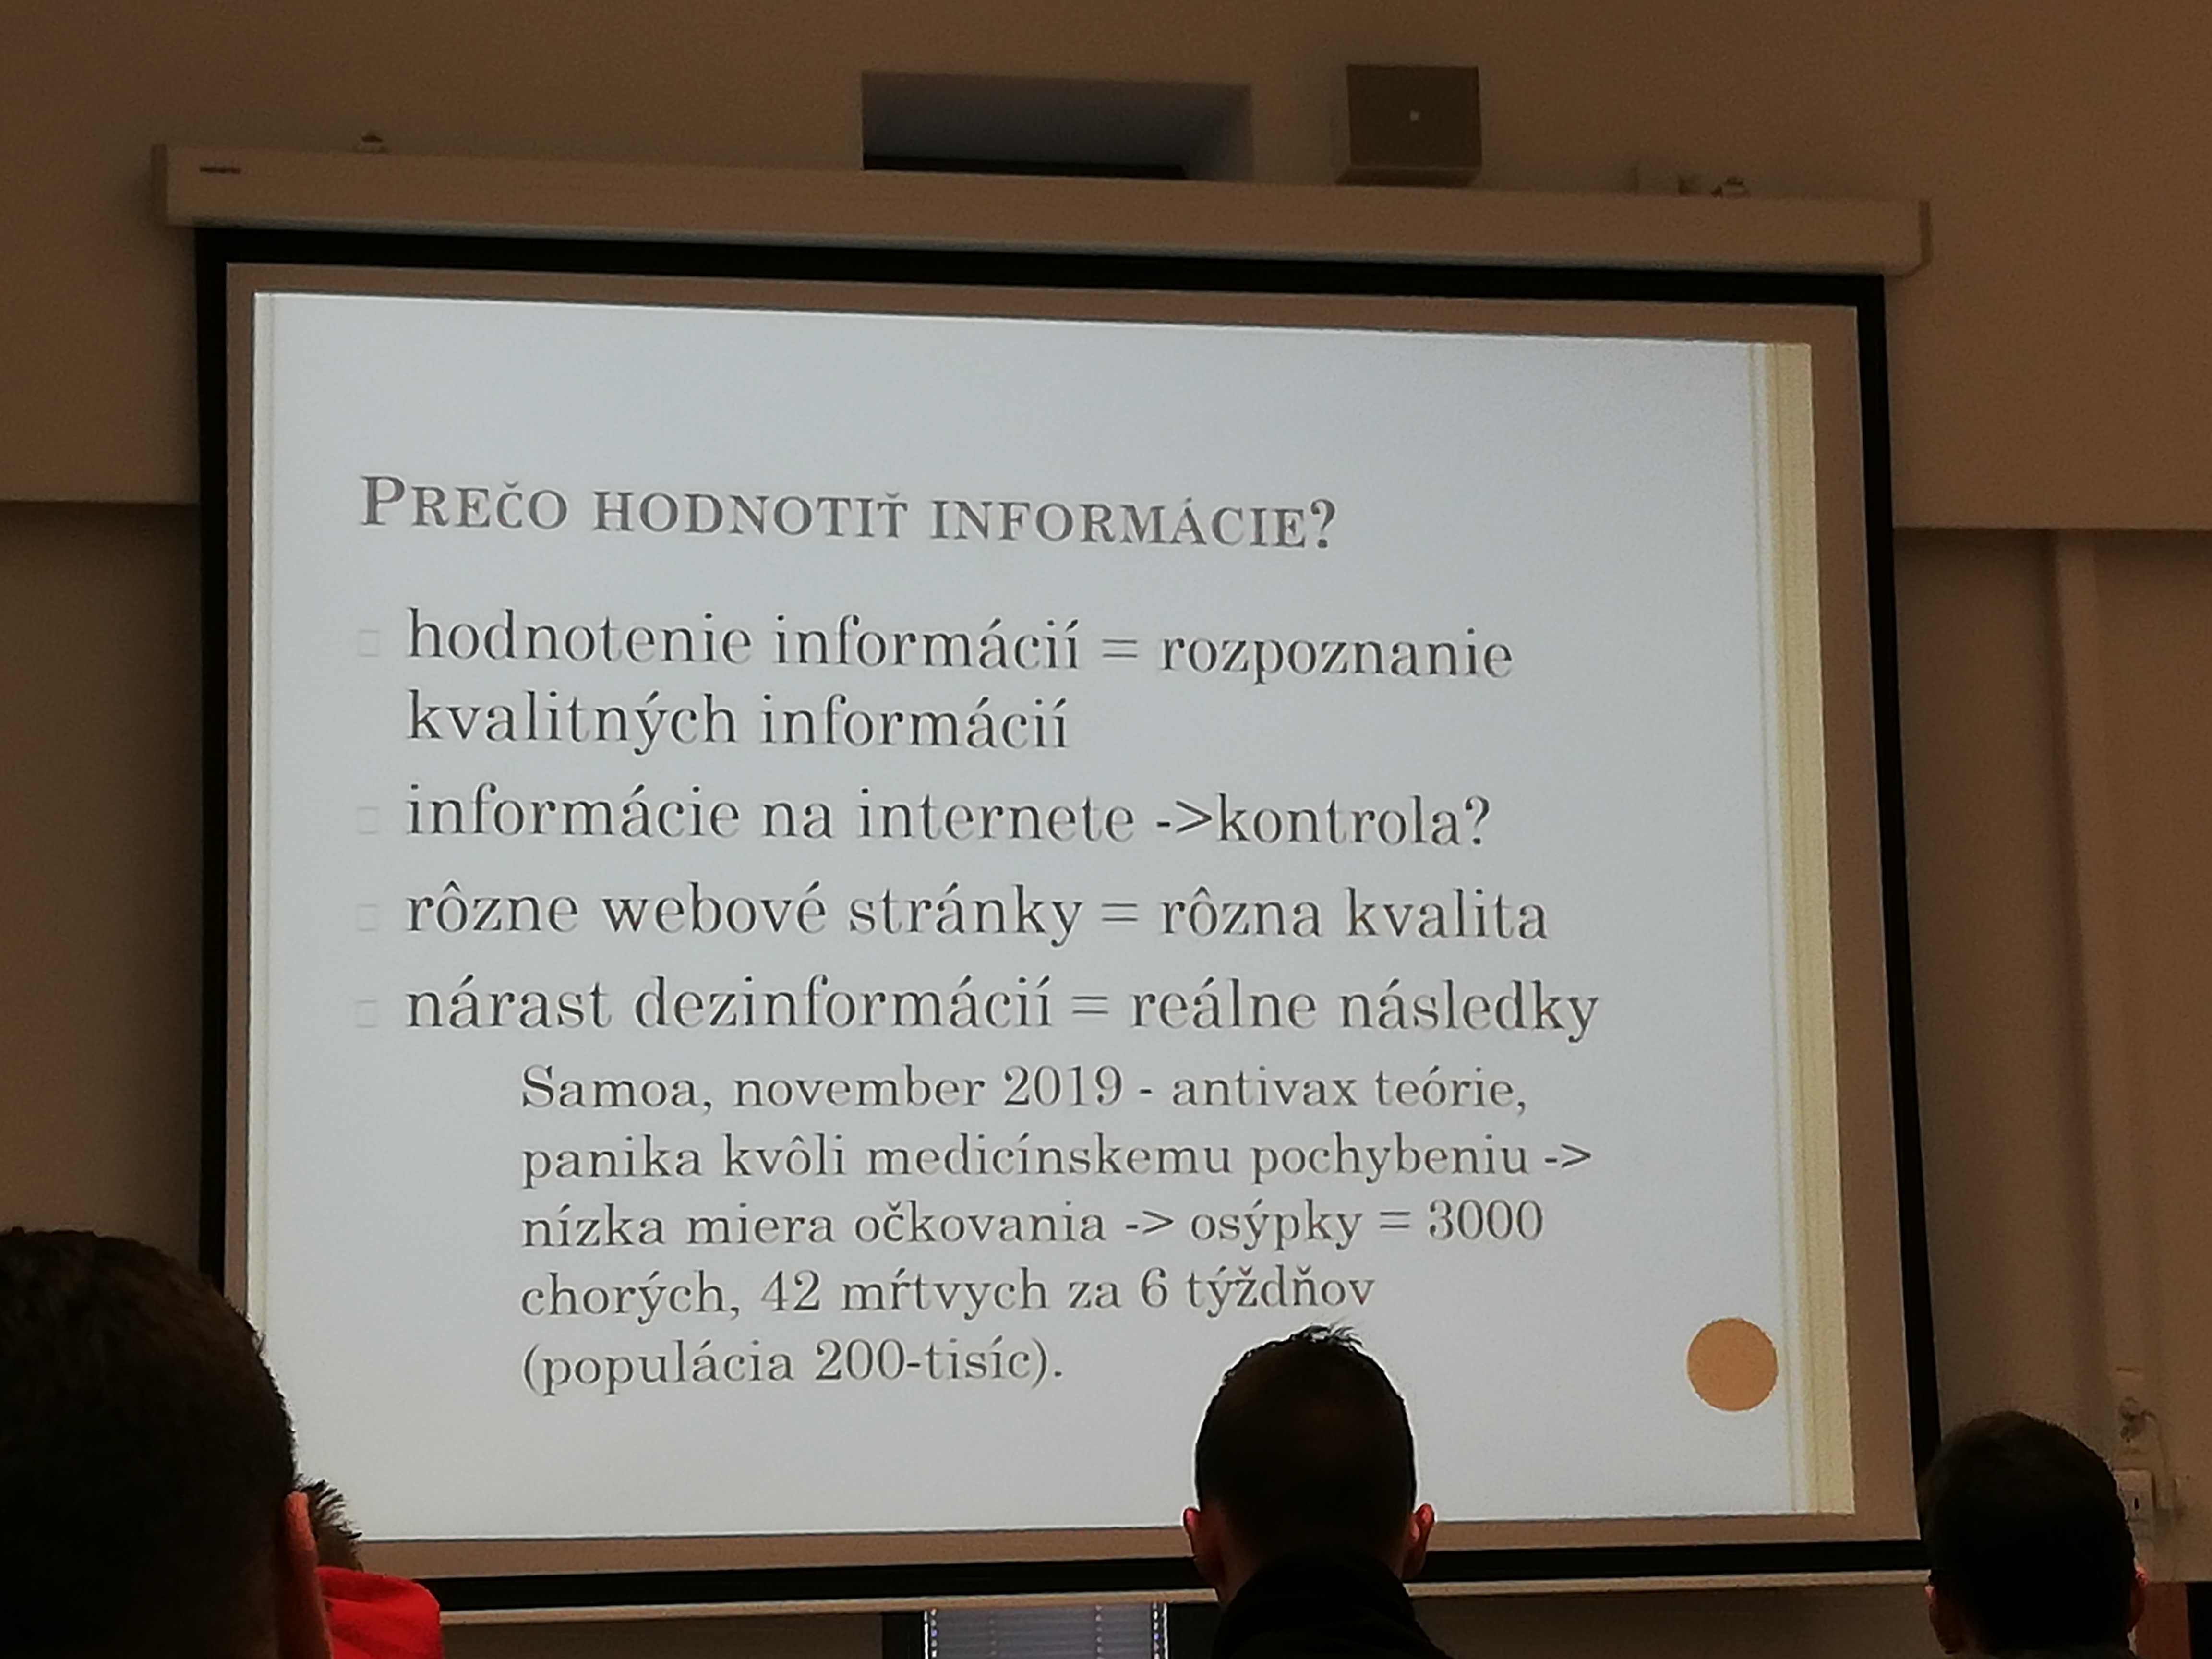 PREČO HODNOTIŤ INFORMÁCIE?
hodnotenie informácií = rozpoznanie
kvalitných informácií
informácie na internete ->kontrola?
rôzne webové stránky = rôzna kvalita
nárast dezinformácií = reálne následky
Samoa, november 2019 - antivax teórie,
panika kvôli medicínskemu pochybeniu ->
nízka miera očkovania -> osýpky = 3000
chorých, 42 mŕtvych za 6 týždňov
(populácia 200-tisíc).